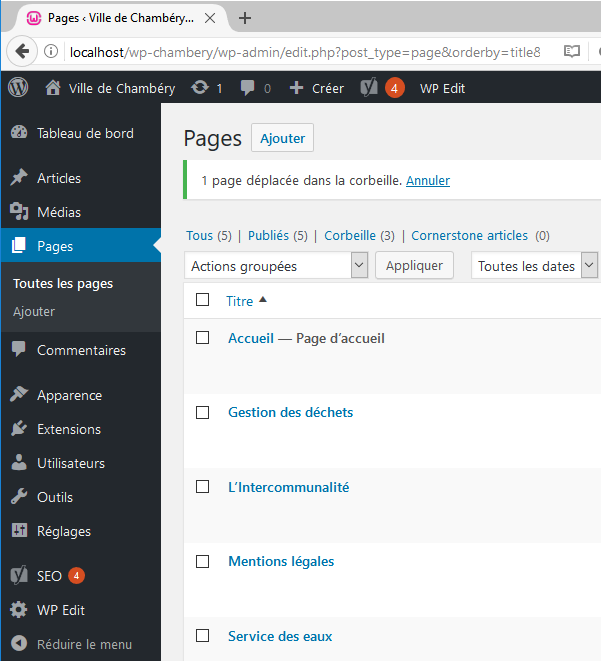 Pages ‹ Ville de Chambéry…
localhost/wp-chambery/wp-admin/edit.php?post_type=page&orderby=title&
Ville de Chambéry 1 0 Créer 4 WP Edit
Tableau de bord
Articles
Médias
Pages
Toutes les pages
Ajouter
Commentaires
Apparence
Extensions
Utilisateurs
Outils
Réglages
SEO 4
WP Edit
Réduire le menu
Pages Ajouter
1 page déplacée dans la corbeille. Annuler
Tous (5) | Publiés (5) | Corbeille (3) | Cornerstone articles (0)
Actions groupées Appliquer Toutes les dates
Titre
Accueil — Page d’accueil
Gestion des déchets
L’Intercommunalité
Mentions légales
Service des eaux